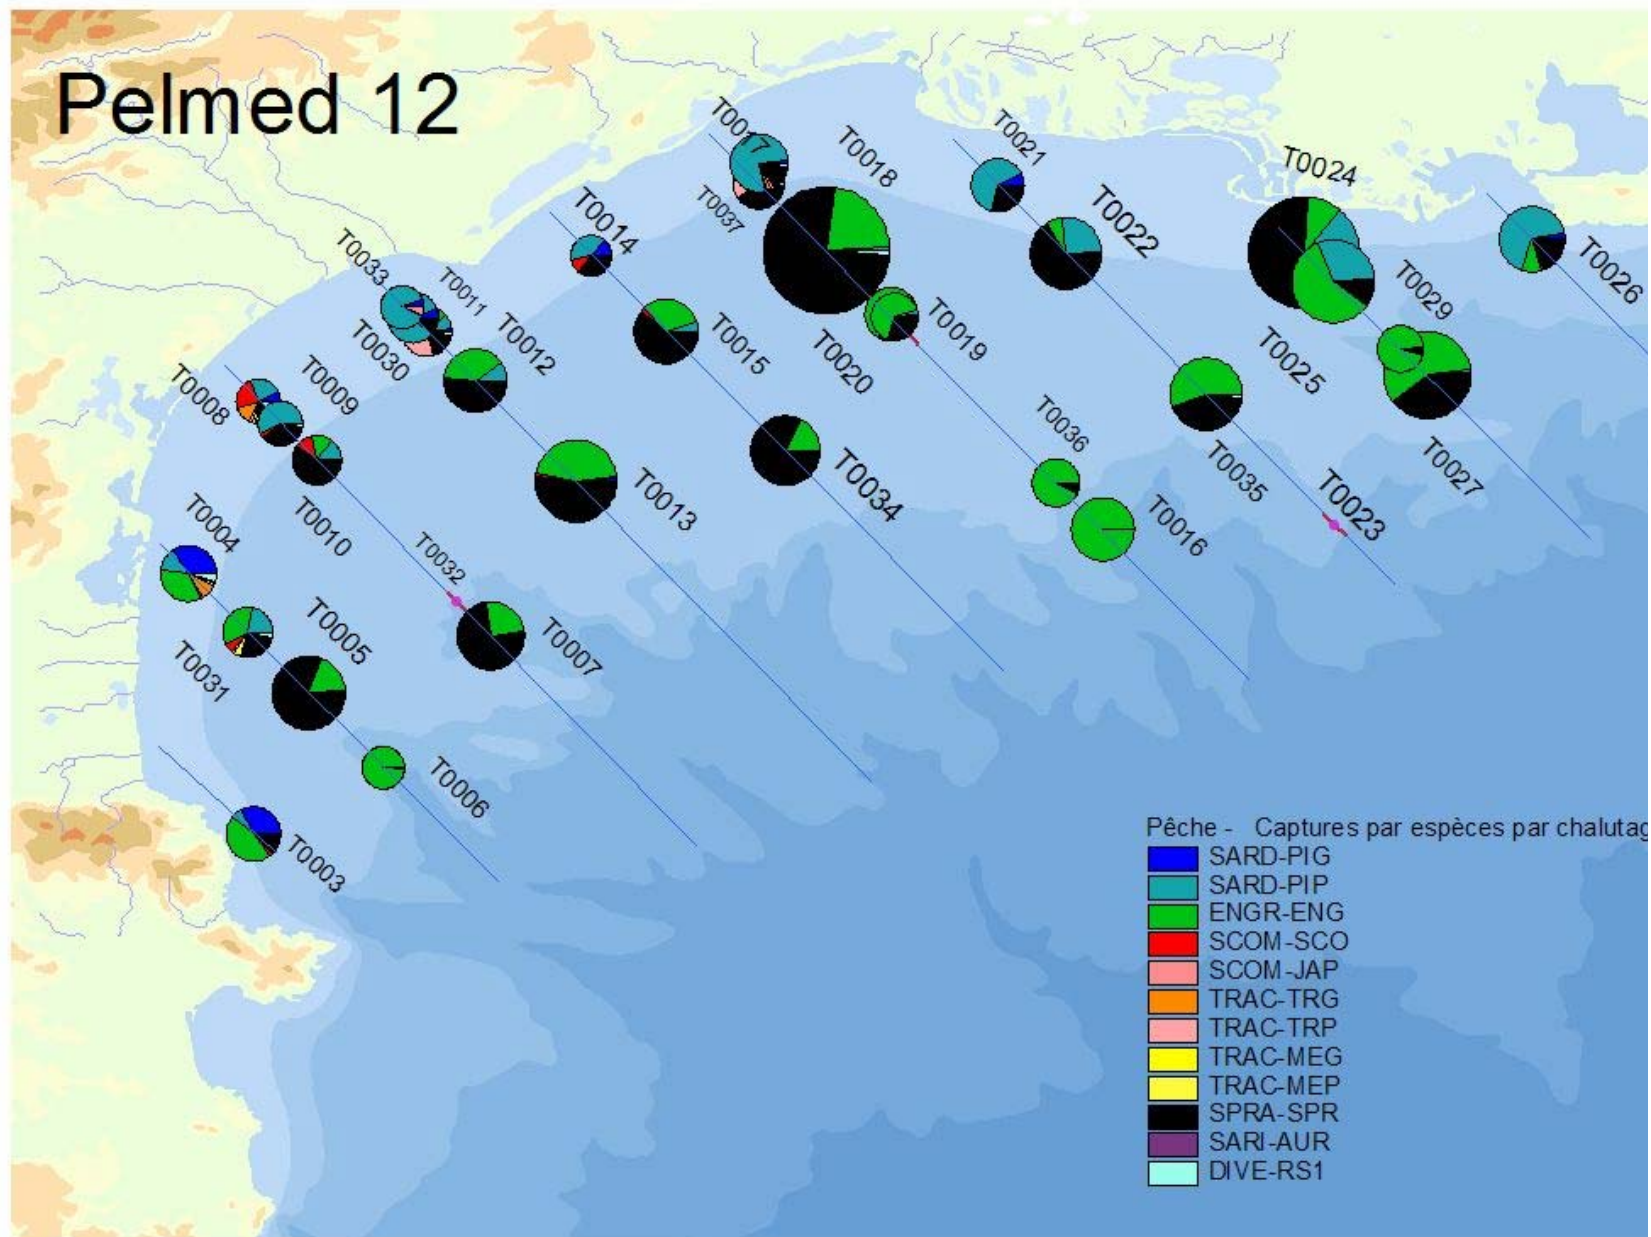 Pelmed 12
T0017
T0018
T0021
T0024
T0022
T0037
T0014
T0026
T0033
T0011
T0029
T0019
T0012
T0030
T0015
T0020
T0025
T0009
T0008
T0036
T0035
T0027
T0013
T0034
T0016
T0023
T0004
T0010
T0032
T0005
T0007
T0031
T0006
T0003
Pêche - Captures par espèces par chalutag
SARD-PIG
SARD-PIP
ENGR-ENG
SCOM-SCO
SCOM-JAP
TRAC-TRG
TRAC-TRP
TRAC-MEG
TRAC-MEP
SPRA-SPR
SARI-AUR
DIVE-RS1